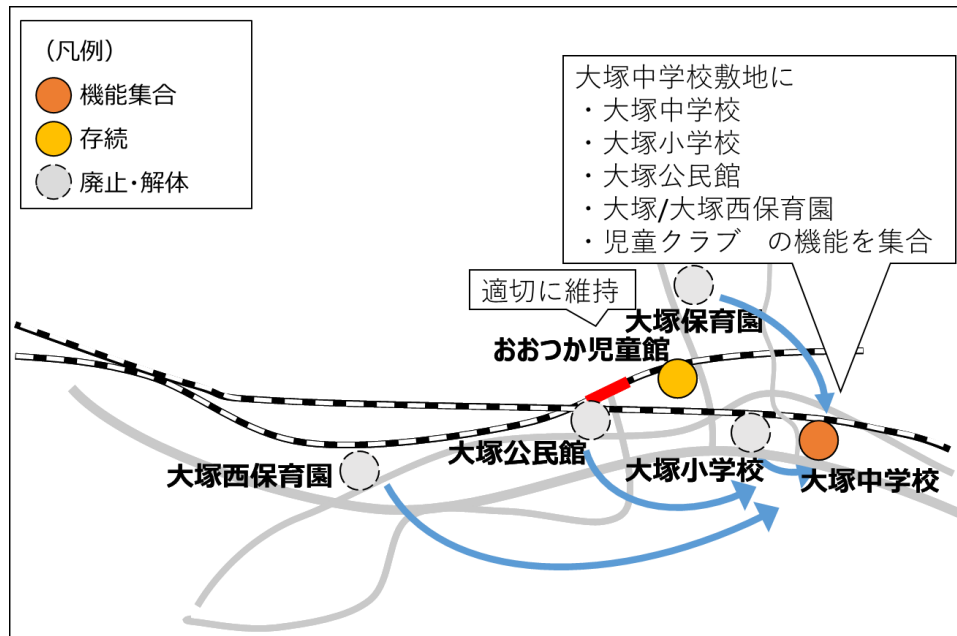 （凡例）
機能集合
存続
廃止・解体
大塚中学校敷地に
・大塚中学校
・大塚小学校
・大塚公民館
・大塚/大塚西保育園
・児童クラブ　の機能を集合
適切に維持
大塚保育園
おおつか児童館
大塚西保育園
大塚公民館
大塚小学校
大塚中学校